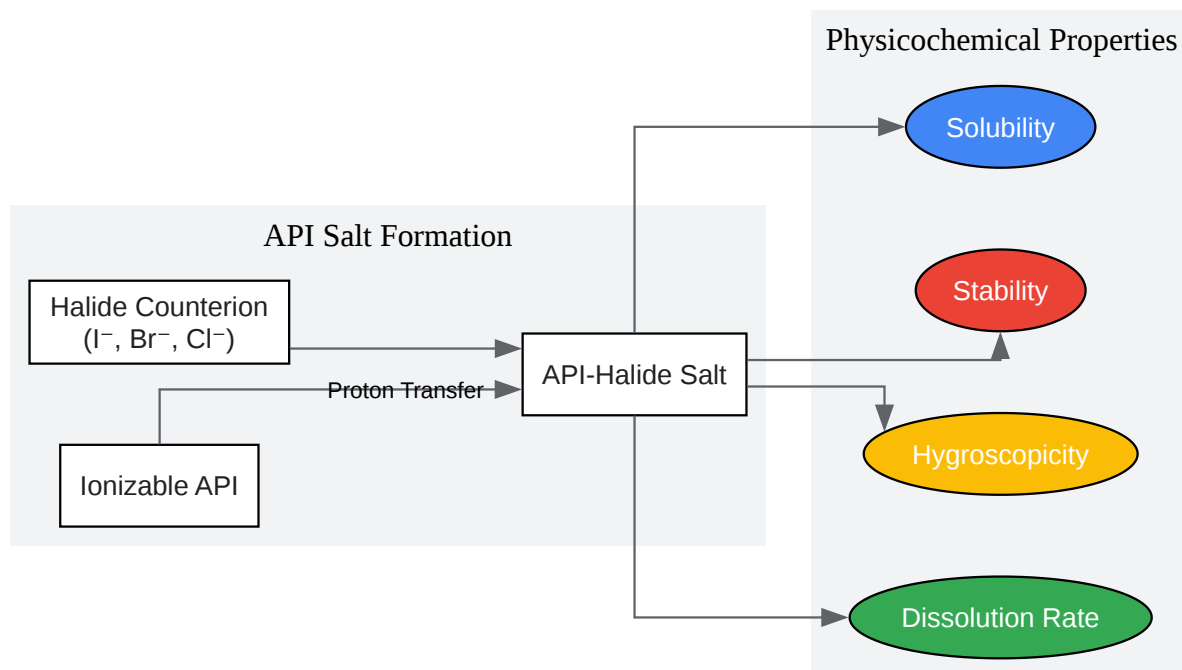 Physicochemical Properties
Solubility
API Salt Formation
Halide Counterion
(I⁻, Br⁻, Cl⁻)
Stability
API-Halide Salt
Proton Transfer
Hygroscopicity
Ionizable API
Dissolution Rate